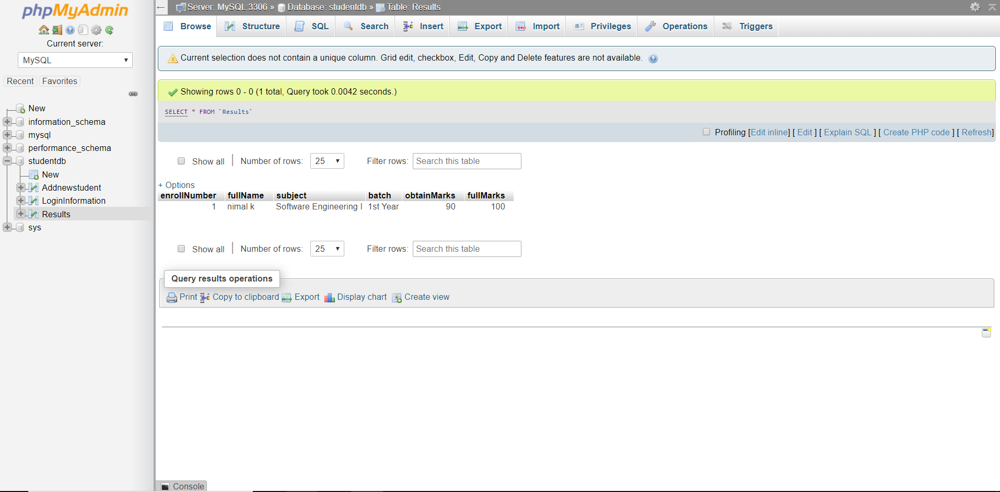 phpMyAdmin
Current server:
MySQL
Recent Favorites
New
information_schema
mysql
performance_schema
studentdb
New
Addnewstudent
LoginInformation
Results
sys
Server: MySQL:3306 » Database: studentdb » Table: Results
Browse Structure SQL Search Insert Export Import Privileges Operations Triggers
Current selection does not contain a unique column. Grid edit, checkbox, Edit, Copy and Delete features are not available.
Showing rows 0 - 0 (1 total, Query took 0.0042 seconds.)
SELECT * FROM `Results`
Profiling [Edit inline] [ Edit ] [ Explain SQL ] [ Create PHP code ] [ Refresh]
Show all Number of rows: 25 Filter rows: Search this table
+ Options
enrollNumber fullName subject batch obtainMarks fullMarks
1 nimal k Software Engineering I 1st Year 90 100
Show all Number of rows: 25 Filter rows: Search this table
Query results operations
Print Copy to clipboard Export Display chart Create view
Console